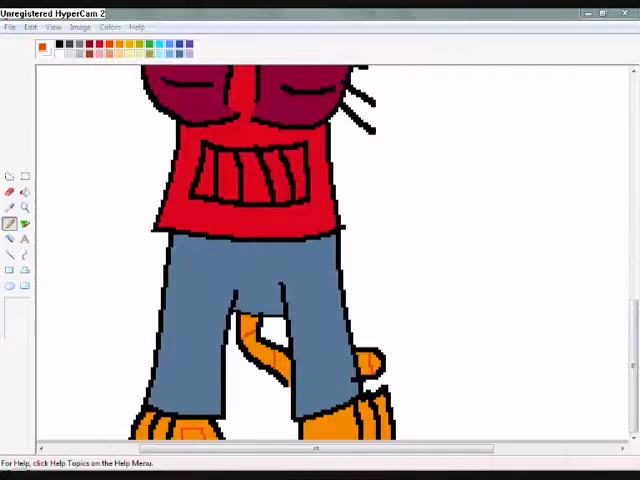 Unregistered HyperCam 2
File Edit View Image Colors Help
For Help, click Help Topics on the Help Menu.